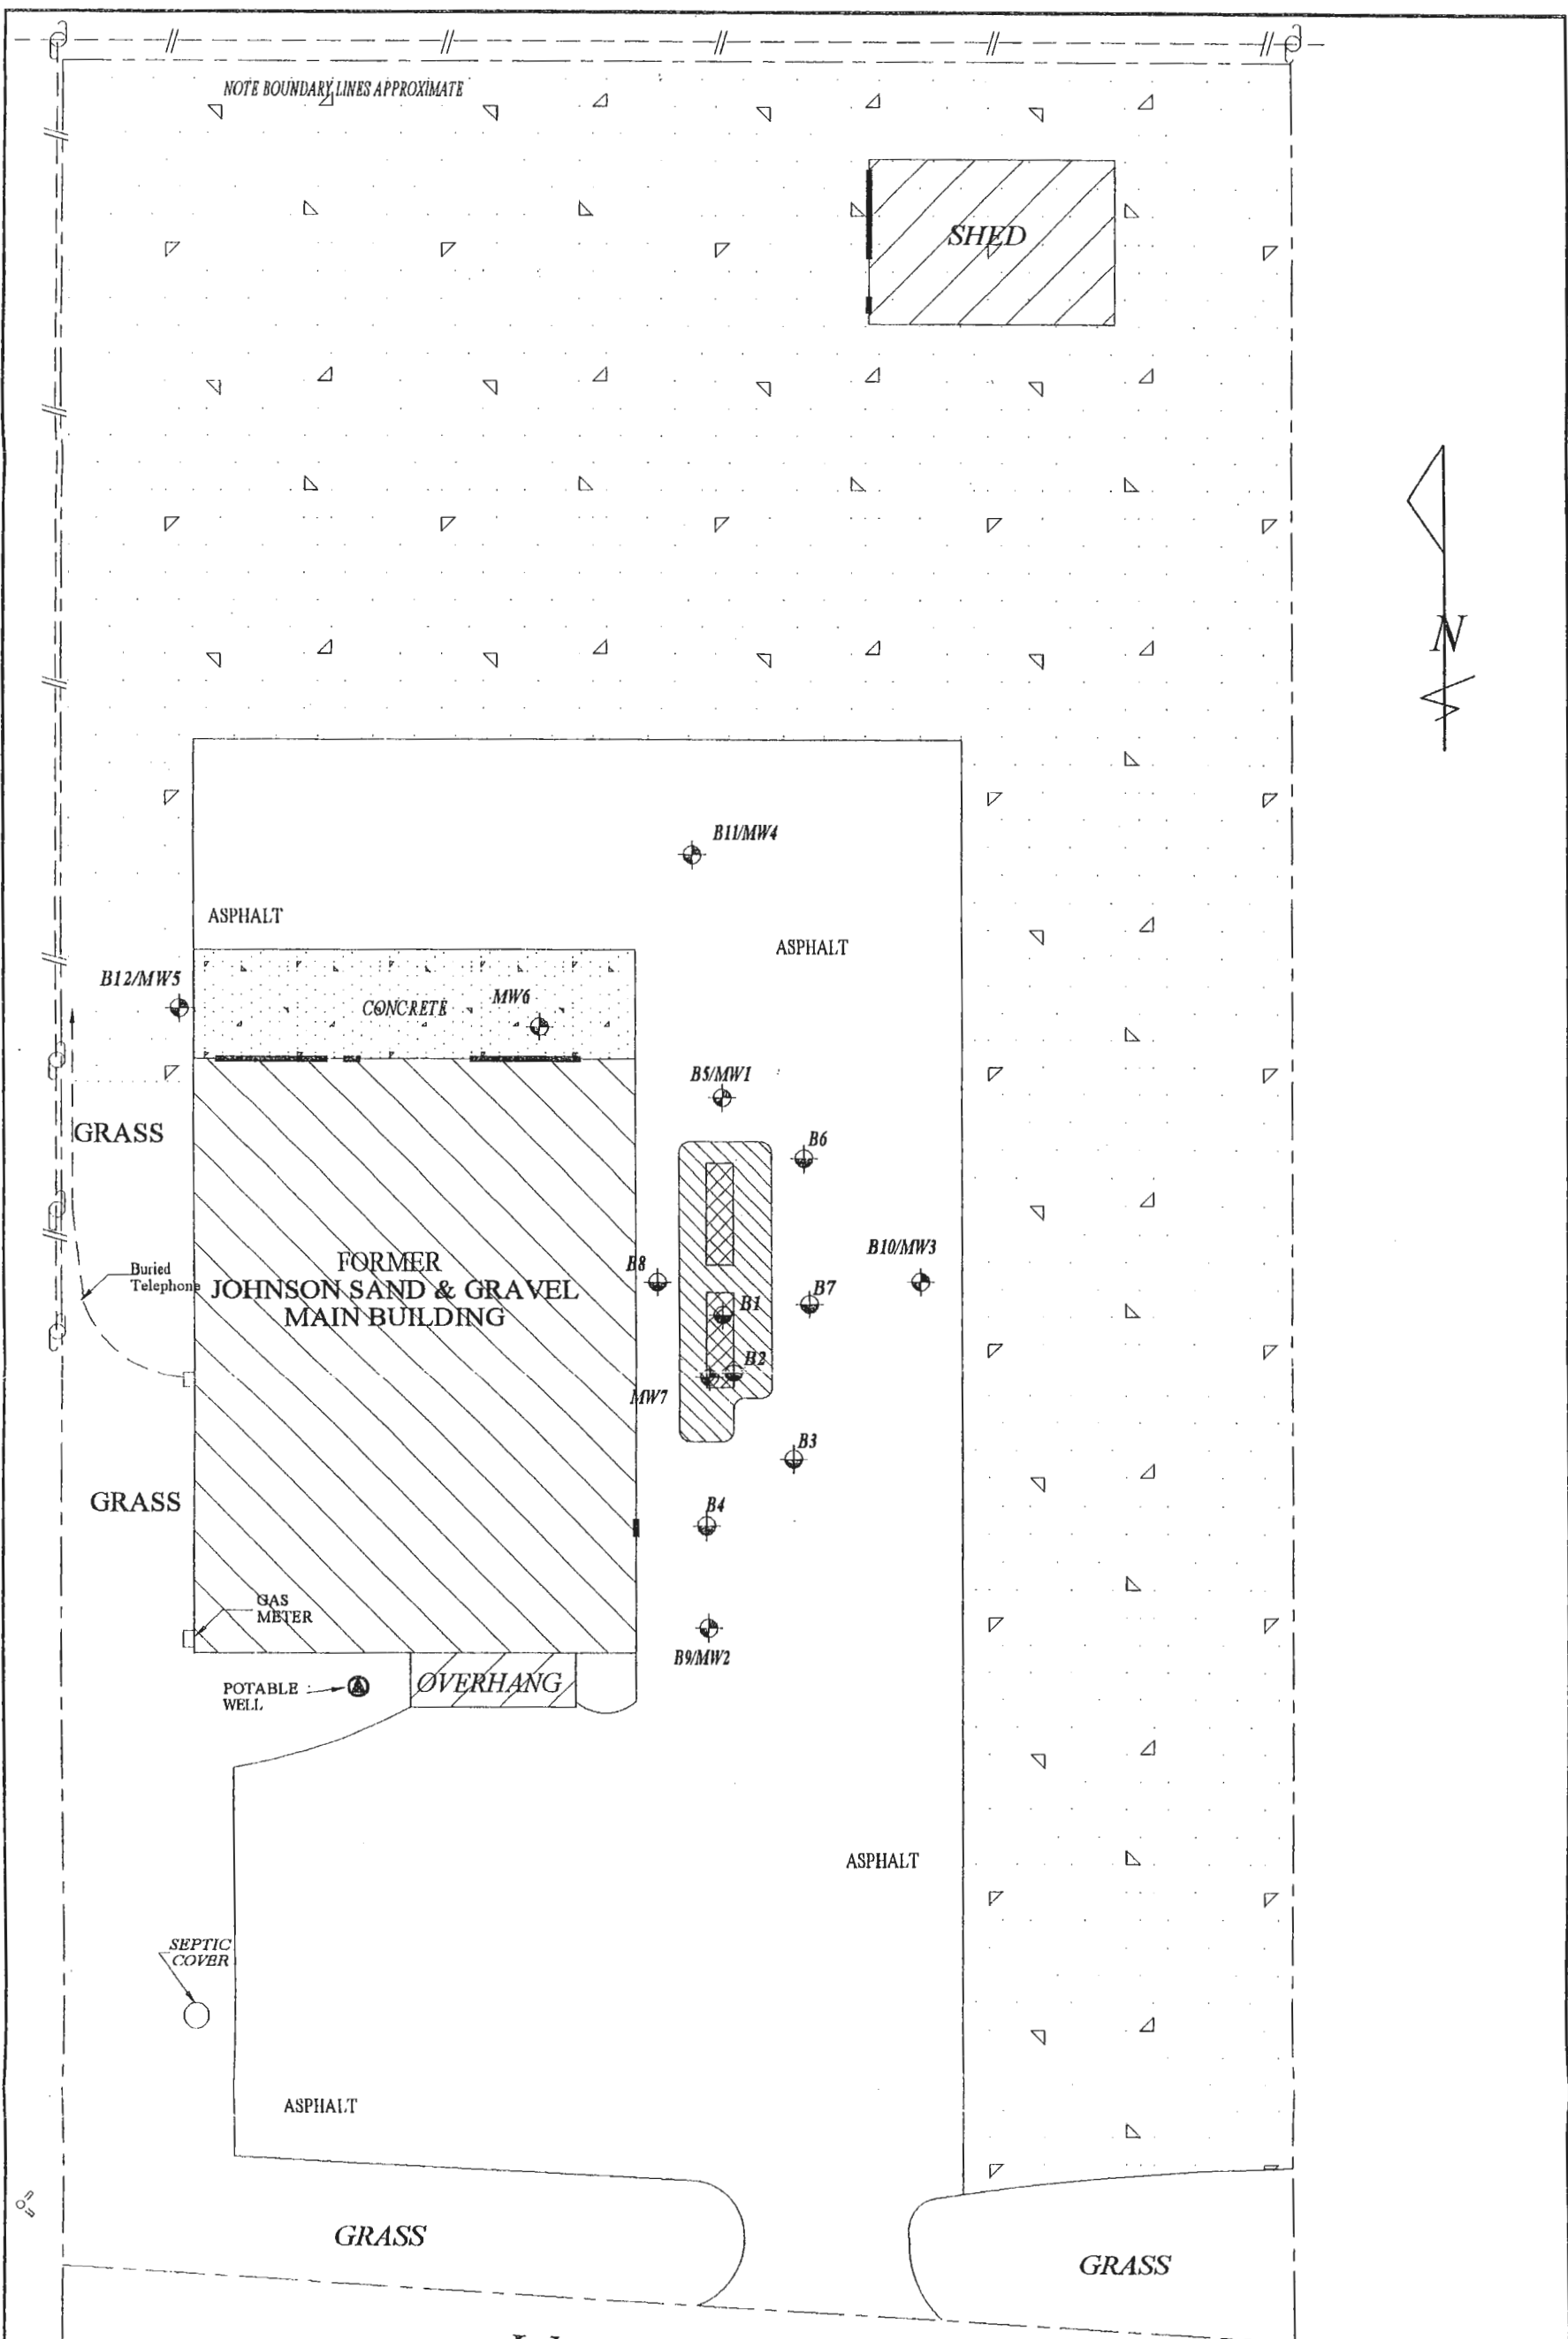 NOTE BOUNDARY LINES APPROXIMATE
SHED
N
B11/MW4
ASPHALT
ASPHALT
B12/MW5
CONCRETE
MW6
B5/MW1
GRASS
B6
B10/MW3
Buried
Telephone
FORMER
JOHNSON SAND & GRAVEL
MAIN BUILDING
B8
B7
B1
B2
MW7
B3
GRASS
B4
GAS
METER
B9/MW2
POTABLE
WELL
OVERHANG
ASPHALT
SEPTIC
COVER
ASPHALT
GRASS
GRASS